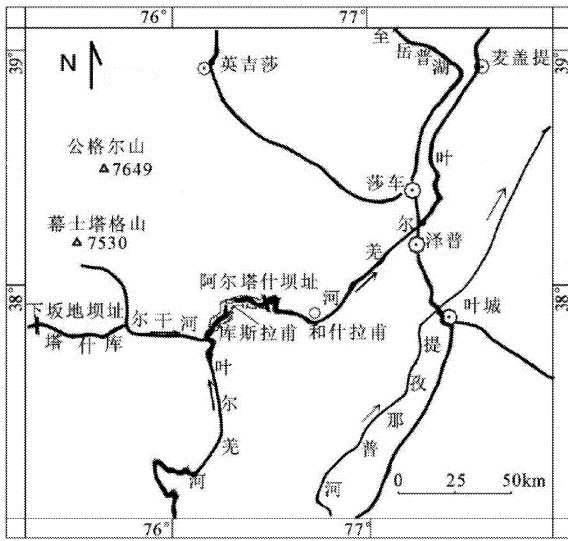 76° 77°
39° 39°
38° 38°
76° 77°
N
至岳普湖
麦盖提
英吉莎
公格尔山
7649
慕士塔格山
7530
莎车
泽普
叶尔羌河
阿尔塔什坝址
下坂地坝址
塔什库尔干河
库斯拉甫
和什拉甫
叶城
叶尔羌河
提孜那普河
0 25 50km